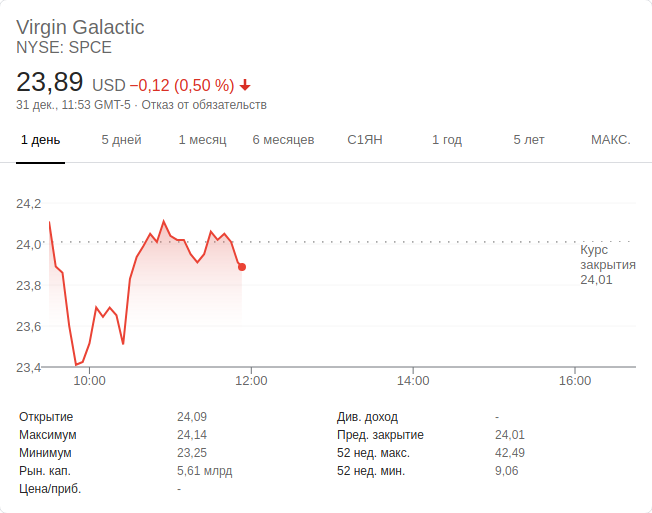 Virgin Galactic
NYSE: SPCE
23,89 USD −0,12 (0,50 %)
31 дек., 11:53 GMT-5 · Отказ от обязательств
1 день 5 дней 1 месяц 6 месяцев С1ЯН 1 год 5 лет МАКС.
24,2
24,0
23,8
23,6
23,4
Курс
закрытия
24,01
10:00 12:00 14:00 16:00
Открытие 24,09 Див. доход -
Максимум 24,14 Пред. закрытие 24,01
Минимум 23,25 52 нед. макс. 42,49
Рын. кап. 5,61 млрд 52 нед. мин. 9,06
Цена/приб. -